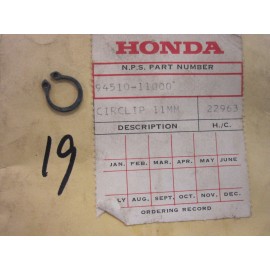 HONDA
N.P.S. PART NUMBER
94510-11000
CIRCLIP 11MM 22963
DESCRIPTION H./C.
19
JAN. FEB. MAR. APR. MAY JUNE
LY AUG. SEPT. OCT. NOV. DEC.
ORDERING RECORD